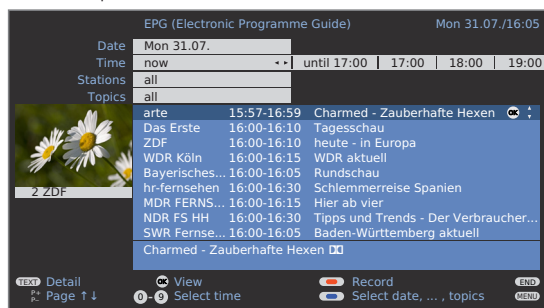 EPG (Electronic Programme Guide) Mon 31.07./16:05
Date Mon 31.07.
Time now until 17:00 17:00 18:00 19:00
Stations all
Topics all
arte 15:57-16:59 Charmed - Zauberhafte Hexen OK
Das Erste 16:00-16:10 Tagesschau
ZDF 16:00-16:10 heute - in Europa
WDR Köln 16:00-16:15 WDR aktuell
Bayerisches... 16:00-16:05 Rundschau
hr-fernsehen 16:00-16:30 Schlemmerreise Spanien
MDR FERNS... 16:00-16:15 Hier ab vier
NDR FS HH 16:00-16:30 Tipps und Trends - Der Verbraucher...
SWR Fernse... 16:00-16:05 Baden-Württemberg aktuell
2 ZDF
Charmed - Zauberhafte Hexen
TEXT Detail OK View Record END
P+ P- Page ↑↓ 0-9 Select time Select date, ... , topics MENU